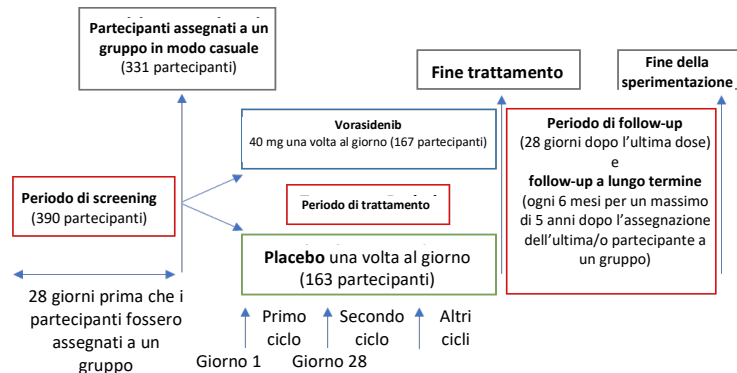 Partecipanti assegnati a un
gruppo in modo casuale
(331 partecipanti)
Fine trattamento
Fine della
sperimentazione
Vorasidenib
40 mg una volta al giorno (167 partecipanti)
Periodo di follow-up
(28 giorni dopo l’ultima dose)
e
follow-up a lungo termine
(ogni 6 mesi per un massimo
di 5 anni dopo l’assegnazione
dell’ultima/o partecipante a
un gruppo)
Periodo di screening
(390 partecipanti)
Periodo di trattamento
Placebo una volta al giorno
(163 partecipanti)
28 giorni prima che i
partecipanti fossero
assegnati a un
gruppo
Primo
ciclo
Secondo
ciclo
Altri
cicli
Giorno 1
Giorno 28